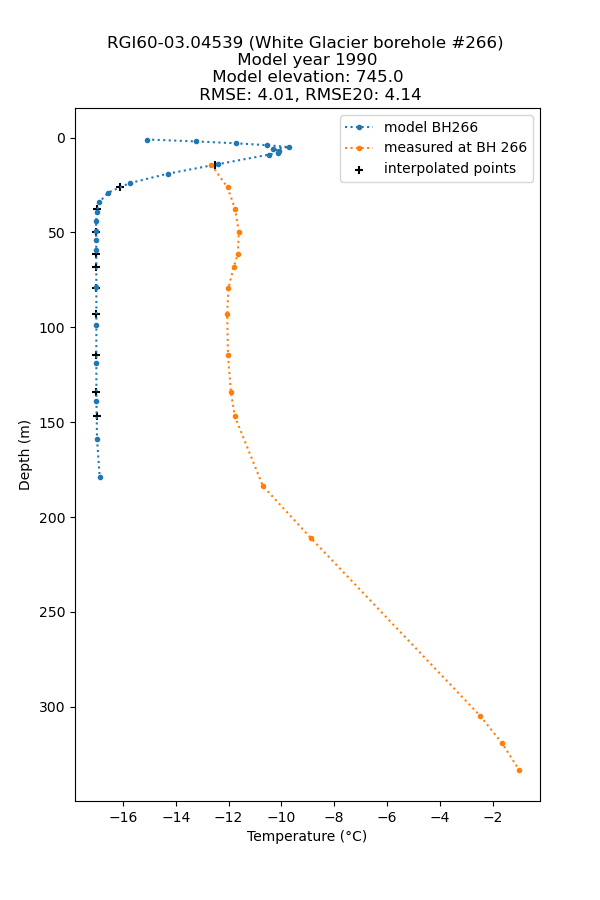 RGI60-03.04539 (White Glacier borehole #266)
Model year 1990
Model elevation: 745.0
RMSE: 4.01, RMSE20: 4.14
model BH266
measured at BH 266
interpolated points
0
50
100
150
200
250
300
Depth (m)
−16
−14
−12
−10
−8
−6
−4
−2
Temperature (°C)